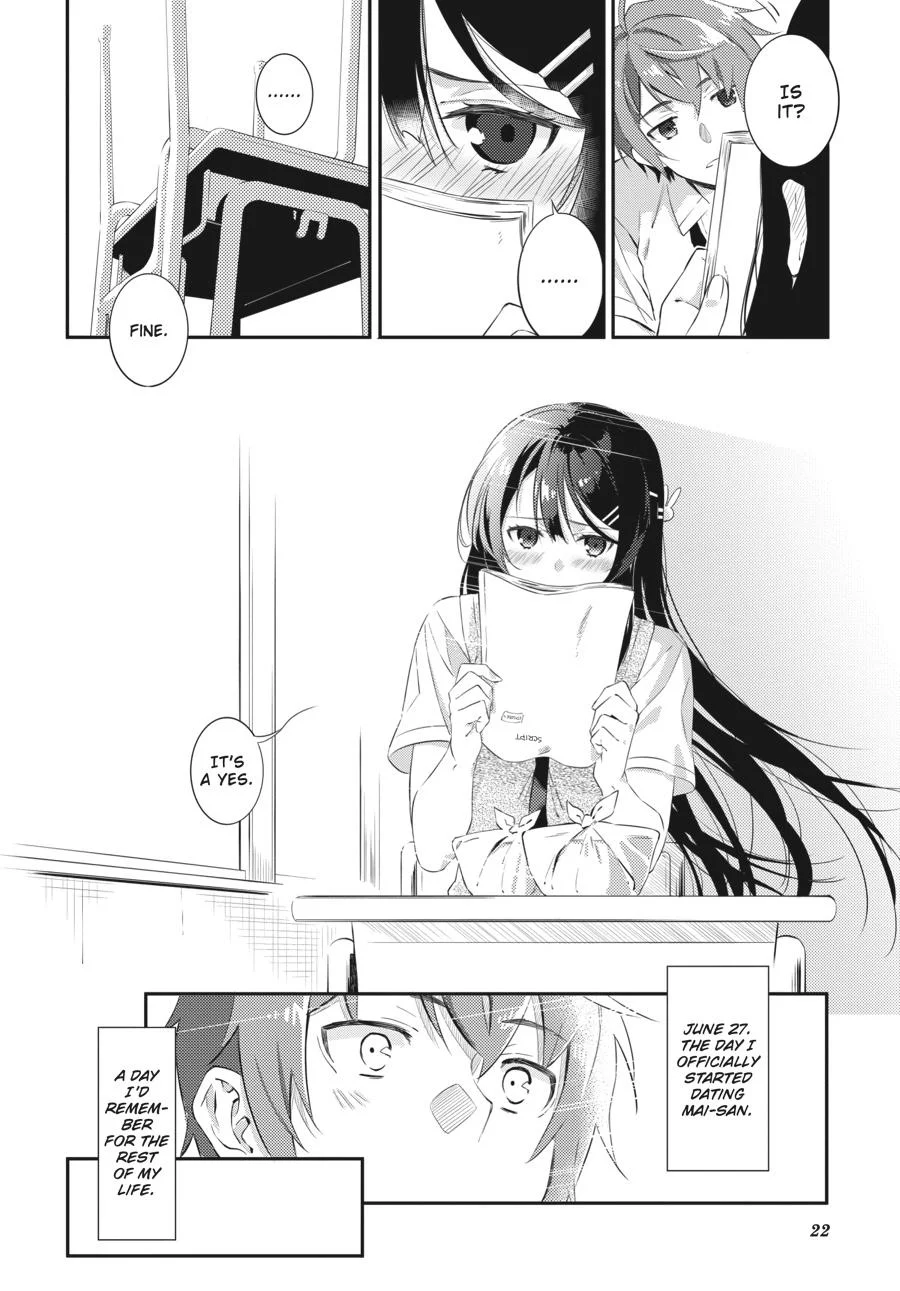 IS
IT?
......
......
FINE.
IT'S
A YES.
SCRIPT
JUNE 27.
THE DAY I
OFFICIALLY
STARTED
DATING
MAI-SAN.
A DAY
I'D
REMEM-
BER
FOR THE
REST
OF MY
LIFE.
22